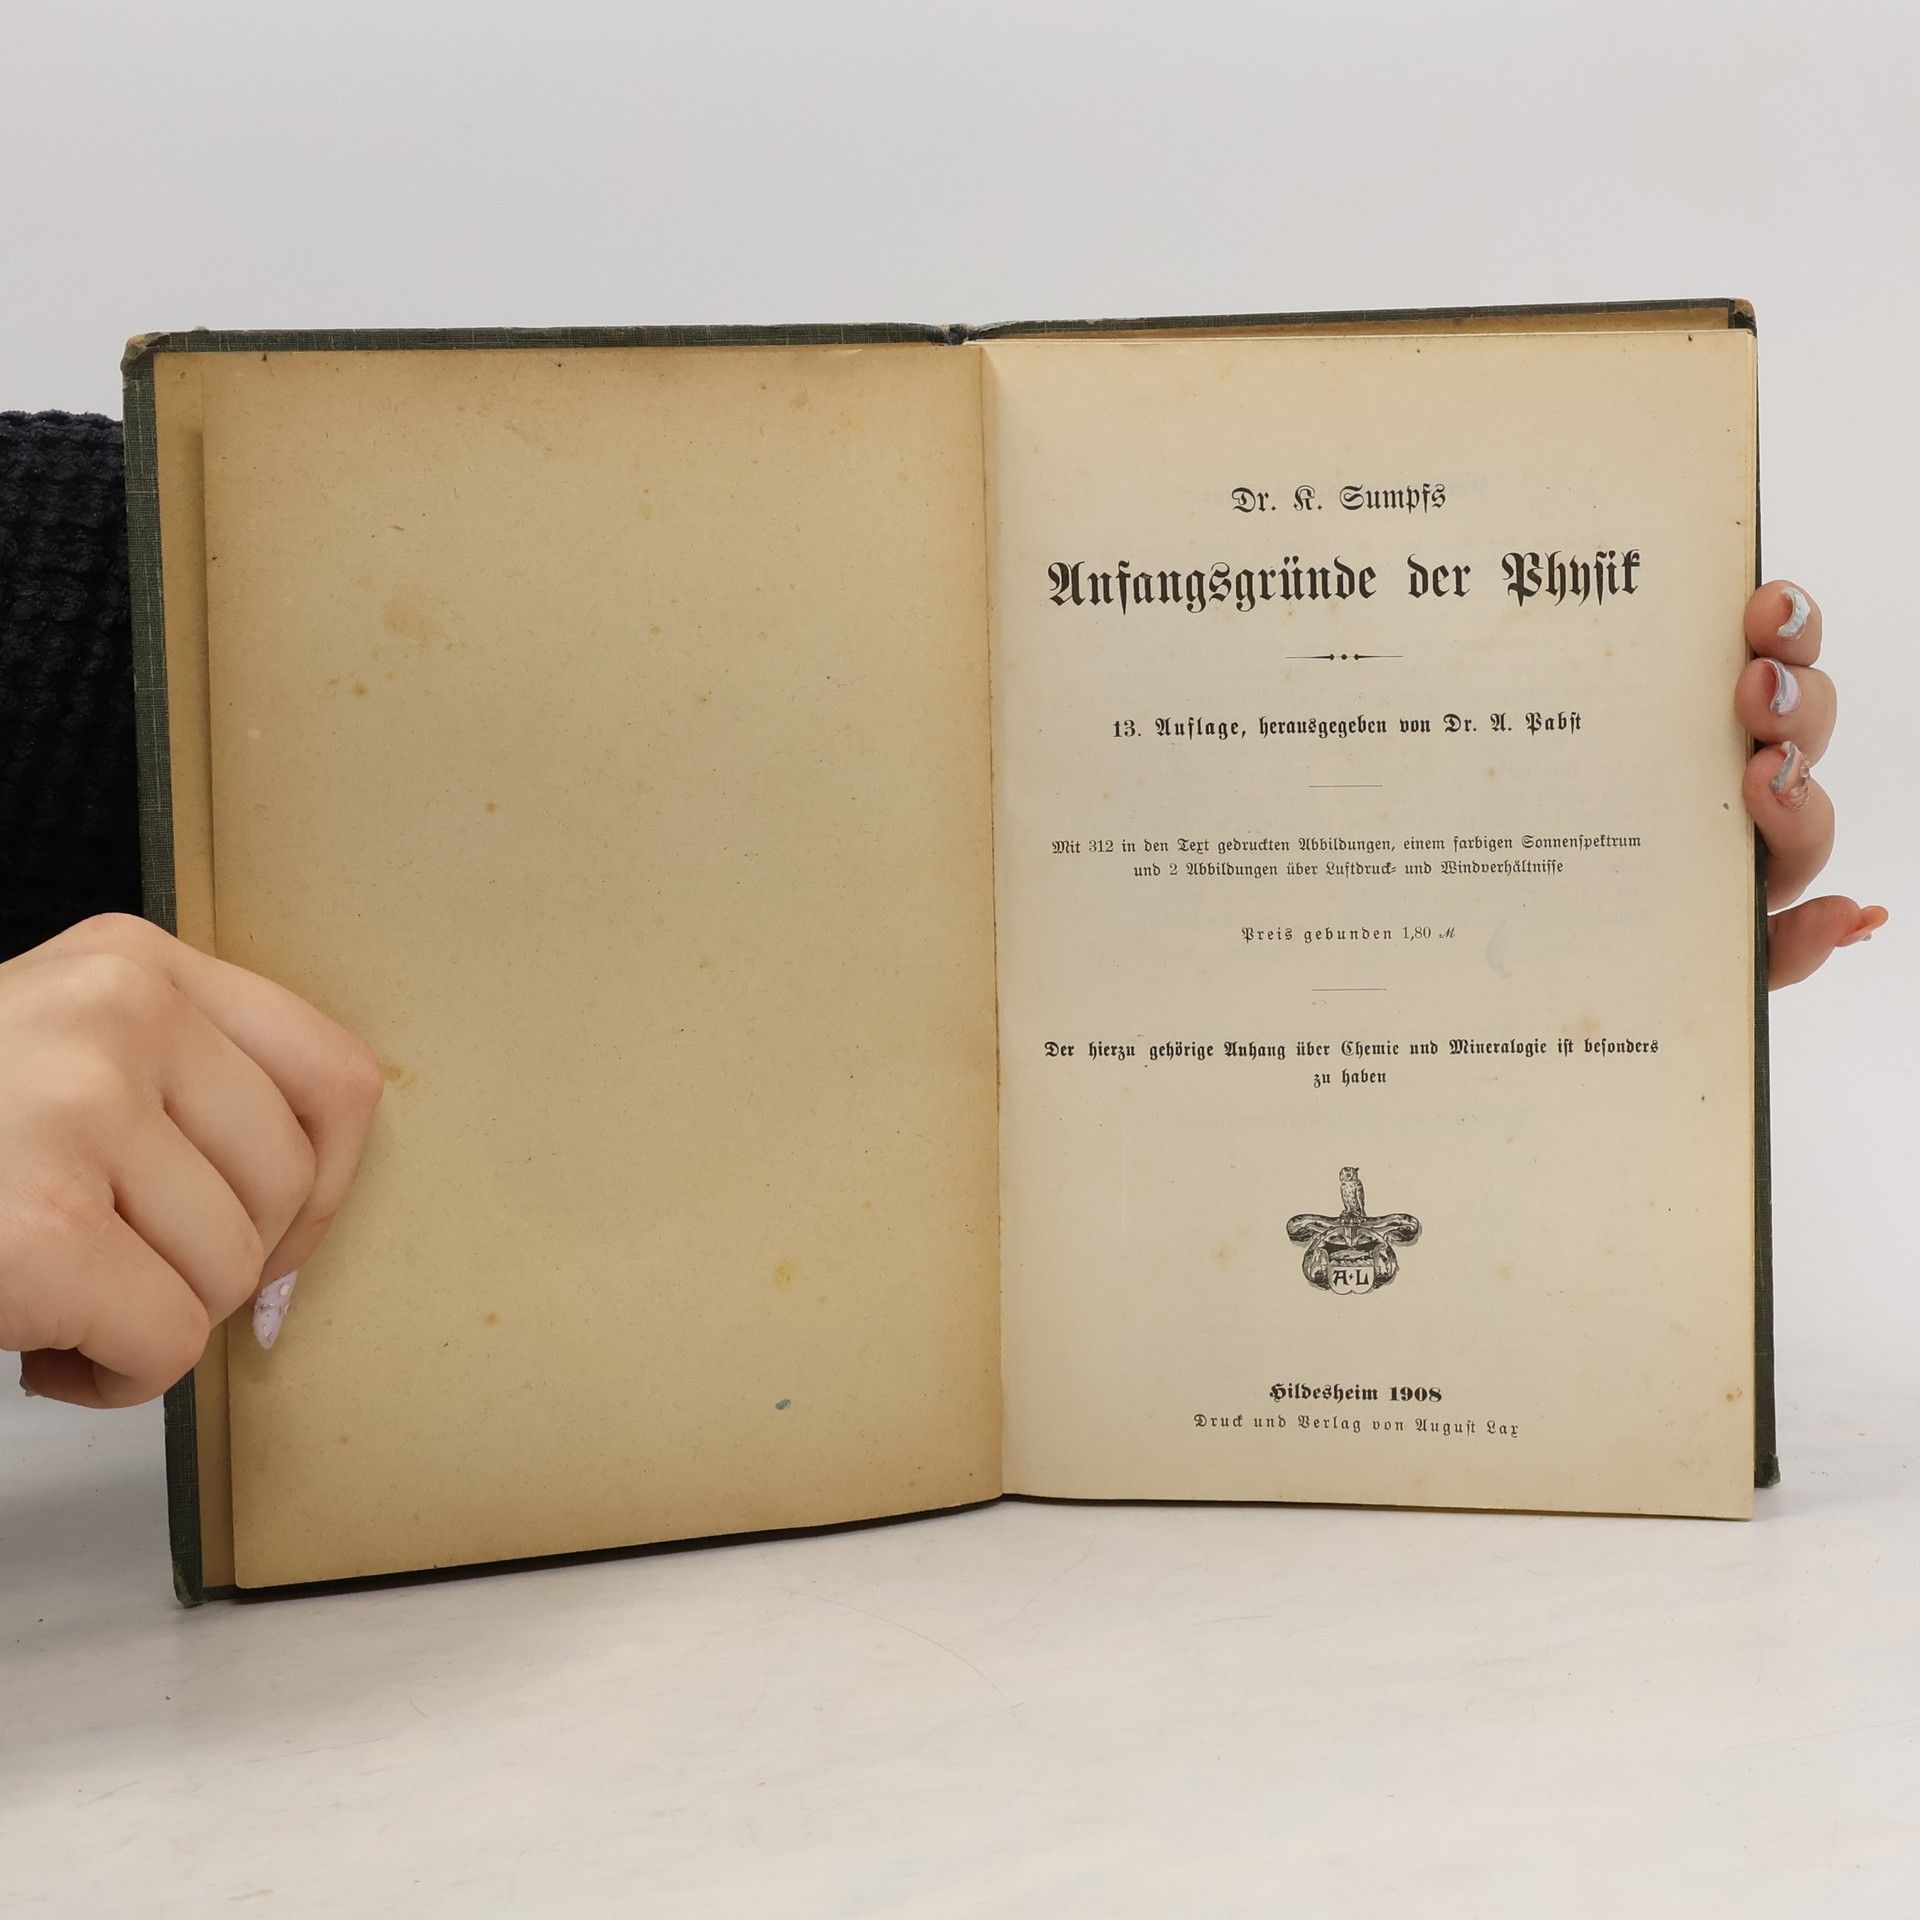 Dr. K. Sumpfs
Anfangsgründe der Physik
13. Auflage, herausgegeben von Dr. A. Pabst
Mit 312 in den Text gedruckten Abbildungen, einem farbigen Sonnenspektrum
und 2 Abbildungen über Luftdruck- und Windverhältnisse
Preis gebunden 1,80 ℳ
Der hierzu gehörige Anhang über Chemie und Mineralogie ist besonders
zu haben
A·L
Hildesheim 1908
Druck und Verlag von August Lax